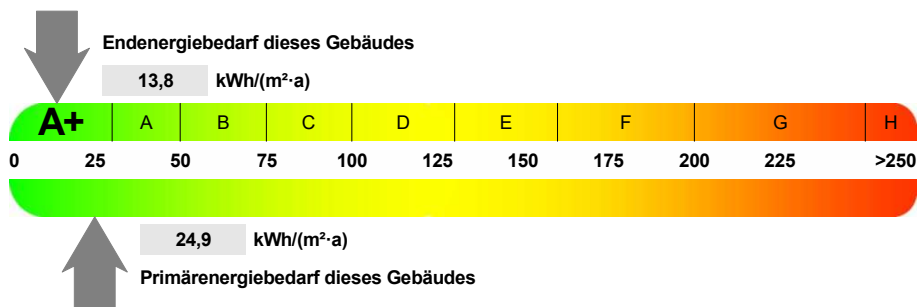 Endenergiebedarf dieses Gebäudes
13,8 kWh/(m²·a)
A+ A B C D E F G H
0 25 50 75 100 125 150 175 200 225 >250
24,9 kWh/(m²·a)
Primärenergiebedarf dieses Gebäudes